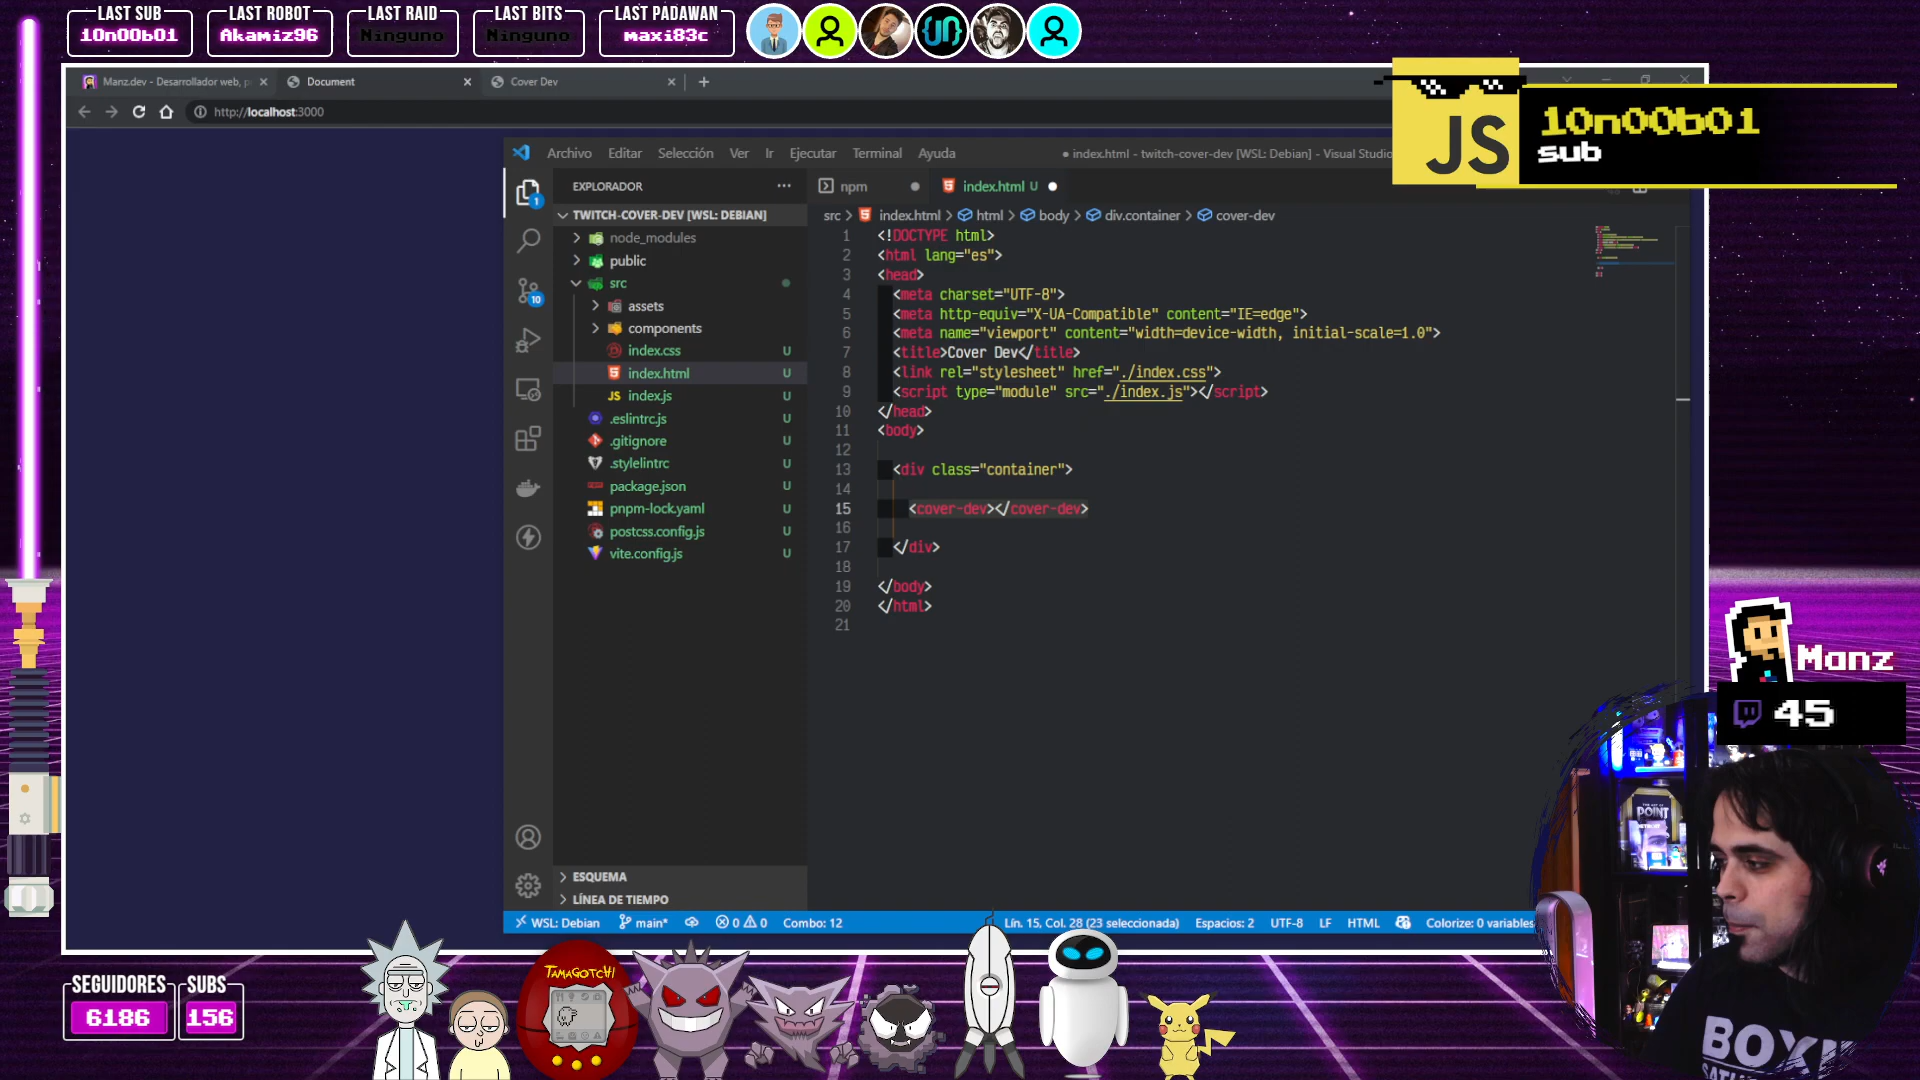 LAST SUB
10n00b01
LAST ROBOT
Akamiz96
LAST RAID
Ninguno
LAST BITS
Ninguno
LAST PADAWAN
maxi83c
Manz.dev - Desarrollador web, p
Document
Cover Dev
http://localhost:3000
JS
10n00b01
sub
Archivo Editar Selección Ver Ir Ejecutar Terminal Ayuda
● index.html - twitch-cover-dev [WSL: Debian] - Visual Studio
EXPLORADOR
npm
index.html U
TWITCH-COVER-DEV [WSL: DEBIAN]
src > index.html > html > body > div.container > cover-dev
node_modules
public
src
assets
components
index.css U
index.html U
index.js U
.eslintrc.js U
.gitignore U
.stylelintrc U
package.json U
pnpm-lock.yaml U
postcss.config.js U
vite.config.js U
1
10
1 <!DOCTYPE html>
2 <html lang="es">
3 <head>
4 <meta charset="UTF-8">
5 <meta http-equiv="X-UA-Compatible" content="IE=edge">
6 <meta name="viewport" content="width=device-width, initial-scale=1.0">
7 <title>Cover Dev</title>
8 <link rel="stylesheet" href="./index.css">
9 <script type="module" src="./index.js"></script>
10 </head>
11 <body>
12
13 <div class="container">
14
15 <cover-dev></cover-dev>
16
17 </div>
18
19 </body>
20 </html>
21
ESQUEMA
LÍNEA DE TIEMPO
WSL: Debian main* 0 0 Combo: 12 Lín. 15, Col. 28 (23 seleccionada) Espacios: 2 UTF-8 LF HTML Colorize: 0 variables
Manz
45
POINT
BOX
TAMAGOTCHI
SEGUIDORES
6186
SUBS
156